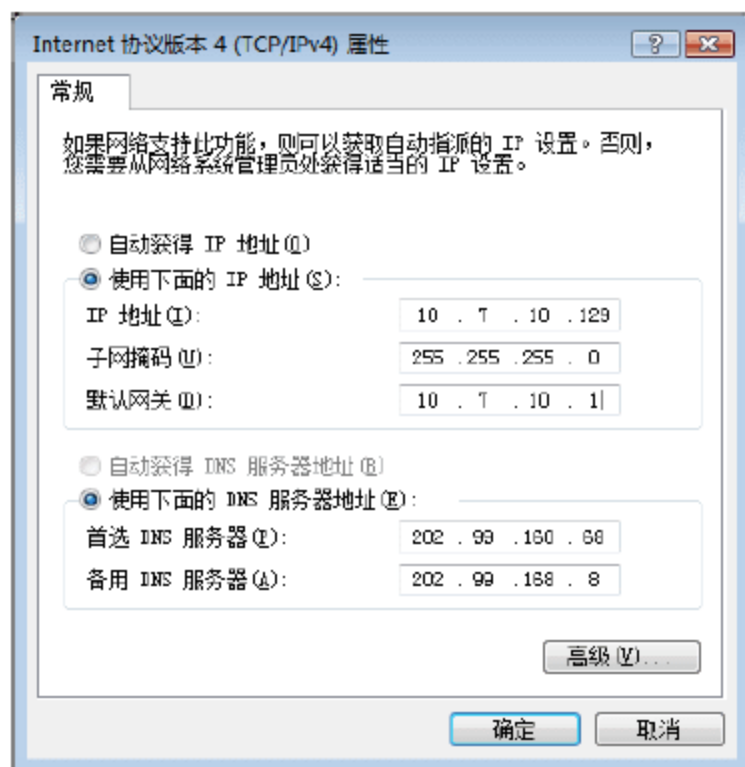 Internet 协议版本 4 (TCP/IPv4) 属性
常规
如果网络支持此功能，则可以获取自动指派的 IP 设置。否则，
您需要从网络系统管理员处获得适当的 IP 设置。
自动获得 IP 地址(O)
使用下面的 IP 地址(S):
IP 地址(I): 10 . 7 . 10 .129
子网掩码(U): 255 .255 .255 . 0
默认网关(D): 10 . 7 . 10 . 1
自动获得 DNS 服务器地址(B)
使用下面的 DNS 服务器地址(E):
首选 DNS 服务器(P): 202 . 99 .160 . 68
备用 DNS 服务器(A): 202 . 99 .168 . 8
高级(V)...
确定 取消